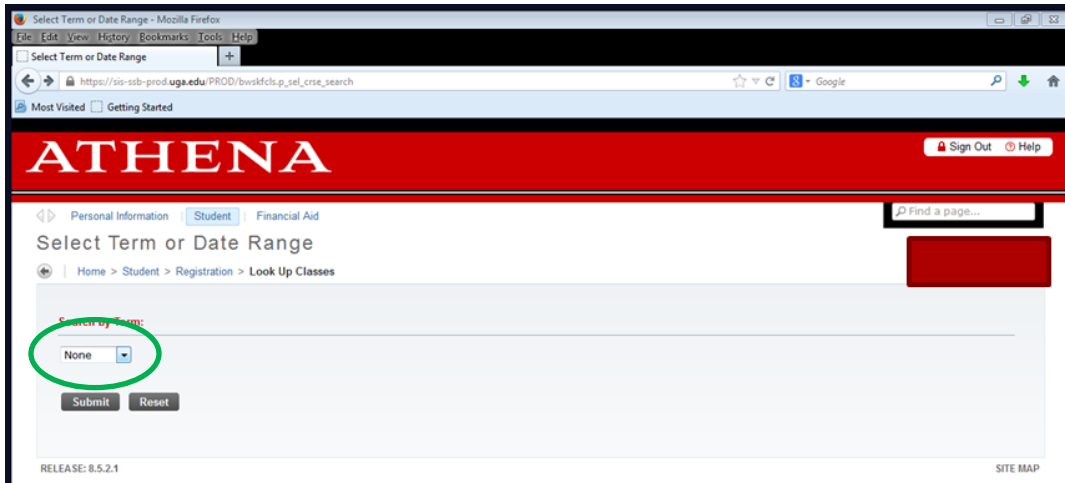 Select Term or Date Range - Mozilla Firefox
File Edit View History Bookmarks Tools Help
Select Term or Date Range +
https://sis-ssb-prod.uga.edu/PROD/bwskfcls.p_sel_crse_search 8 - Google
Most Visited Getting Started
ATHENA
Sign Out Help
Personal Information Student Financial Aid
Find a page...
Select Term or Date Range
Home > Student > Registration > Look Up Classes
Search by Term:
None
Submit Reset
RELEASE: 8.5.2.1 SITE MAP